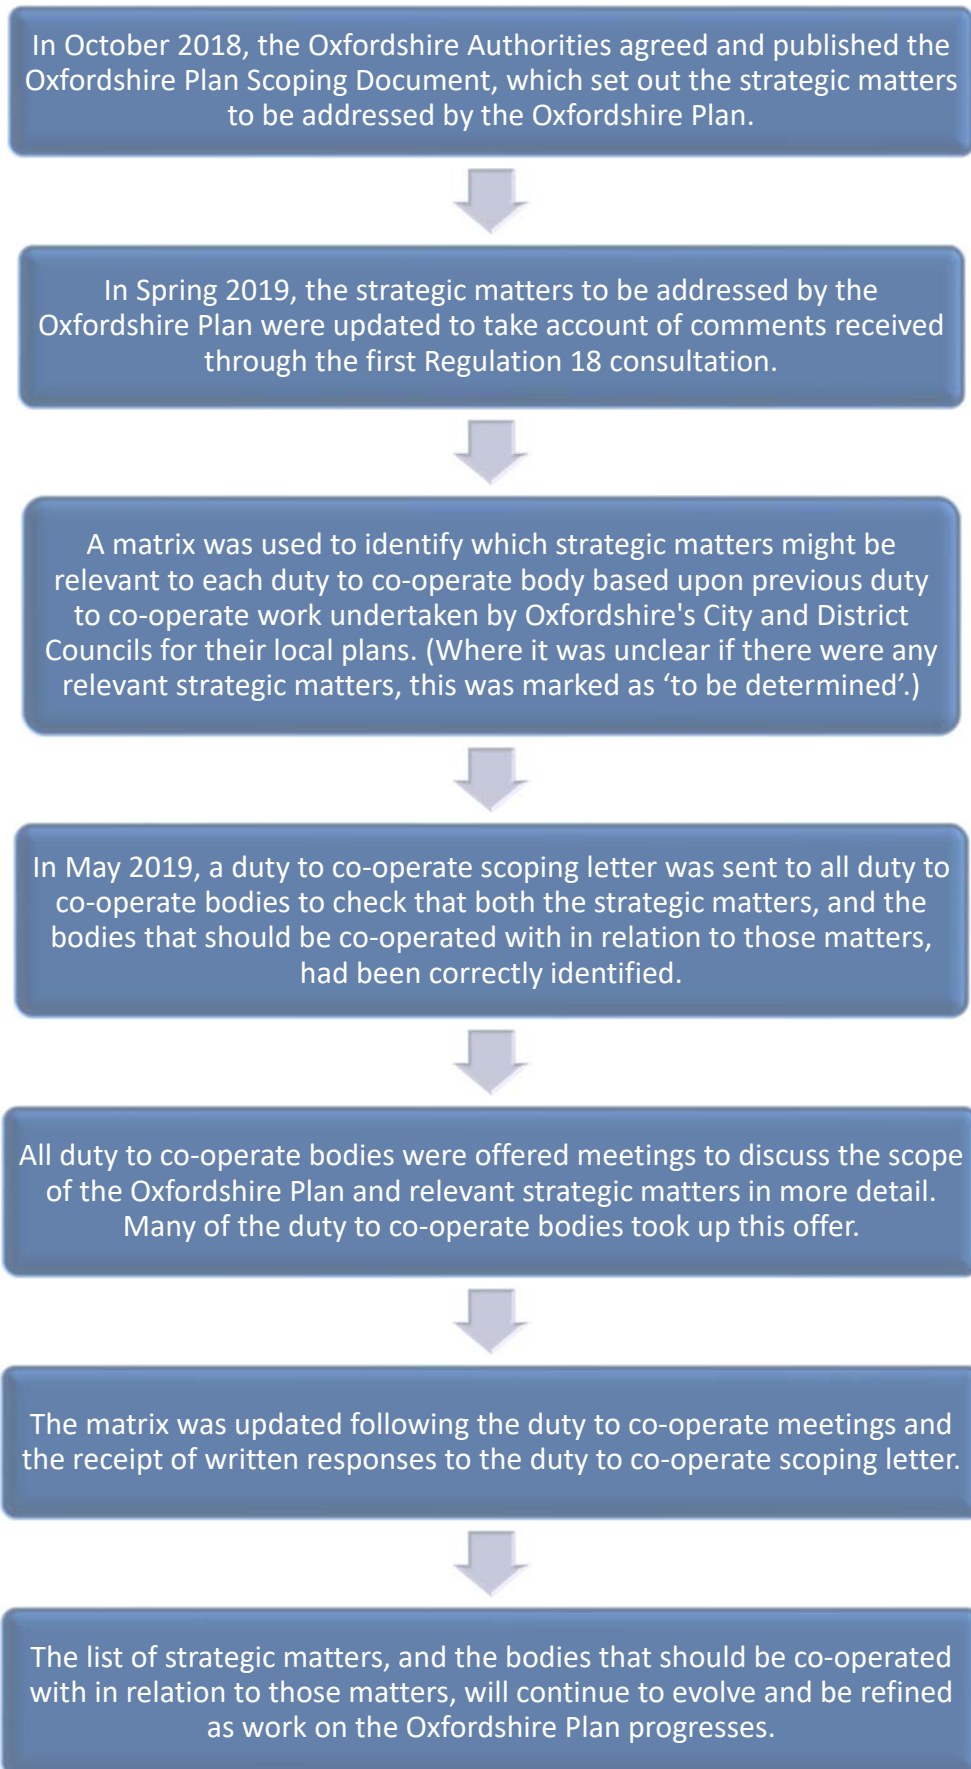 In October 2018, the Oxfordshire Authorities agreed and published the
Oxfordshire Plan Scoping Document, which set out the strategic matters
to be addressed by the Oxfordshire Plan.
In Spring 2019, the strategic matters to be addressed by the
Oxfordshire Plan were updated to take account of comments received
through the first Regulation 18 consultation.
A matrix was used to identify which strategic matters might be
relevant to each duty to co-operate body based upon previous duty
to co-operate work undertaken by Oxfordshire's City and District
Councils for their local plans. (Where it was unclear if there were any
relevant strategic matters, this was marked as ‘to be determined’.)
In May 2019, a duty to co-operate scoping letter was sent to all duty to
co-operate bodies to check that both the strategic matters, and the
bodies that should be co-operated with in relation to those matters,
had been correctly identified.
All duty to co-operate bodies were offered meetings to discuss the scope
of the Oxfordshire Plan and relevant strategic matters in more detail.
Many of the duty to co-operate bodies took up this offer.
The matrix was updated following the duty to co-operate meetings and
the receipt of written responses to the duty to co-operate scoping letter.
The list of strategic matters, and the bodies that should be co-operated
with in relation to those matters, will continue to evolve and be refined
as work on the Oxfordshire Plan progresses.